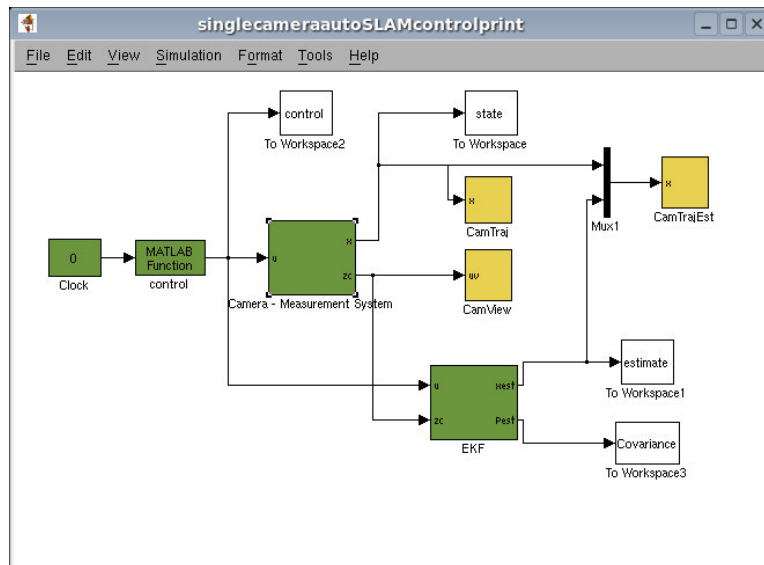 singlecameraautoSLAMcontrolprint
File Edit View Simulation Format Tools Help
control
To Workspace2
state
To Workspace
x
CamTraj
Mux1
x
CamTrajEst
0
Clock
MATLAB
Function
control
u
x
zc
Camera - Measurement System
uv
CamView
u
zc
xest
Pest
EKF
estimate
To Workspace1
Covariance
To Workspace3